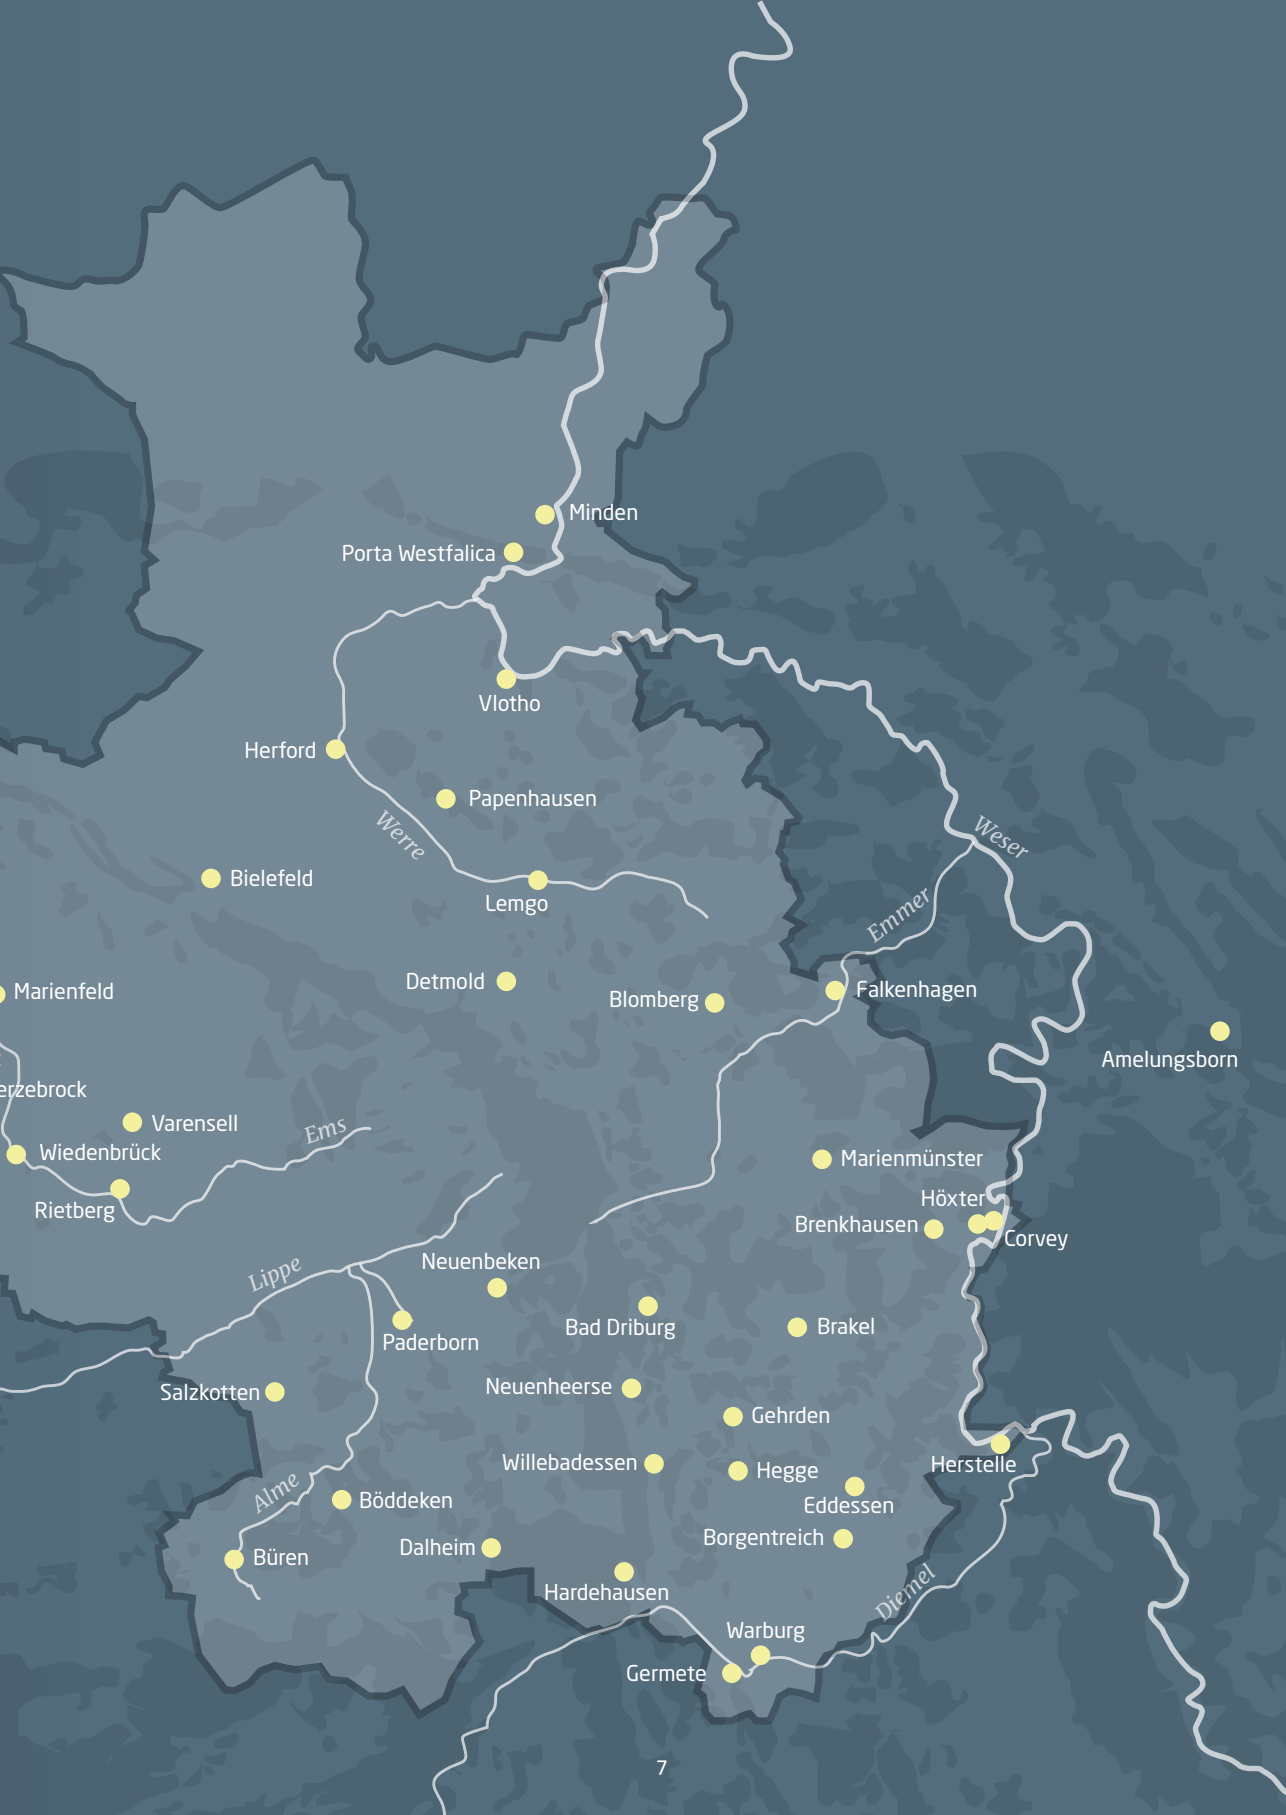 Minden
Porta Westfalica
Vlotho
Herford
Papenhausen
Werre
Weser
Bielefeld
Lemgo
Emmer
Detmold
Marienfeld
Blomberg
Falkenhagen
Amelungsborn
erzebrock
Varensell
Ems
Wiedenbrück
Marienmünster
Höxter
Rietberg
Brenkhausen
Corvey
Neuenbeken
Lippe
Bad Driburg
Brakel
Paderborn
Neuenheerse
Salzkotten
Gehrden
Willebadessen
Herstelle
Hegge
Alme
Böddeken
Eddessen
Borgentreich
Dalheim
Büren
Hardehausen
Diemel
Warburg
Germete
7